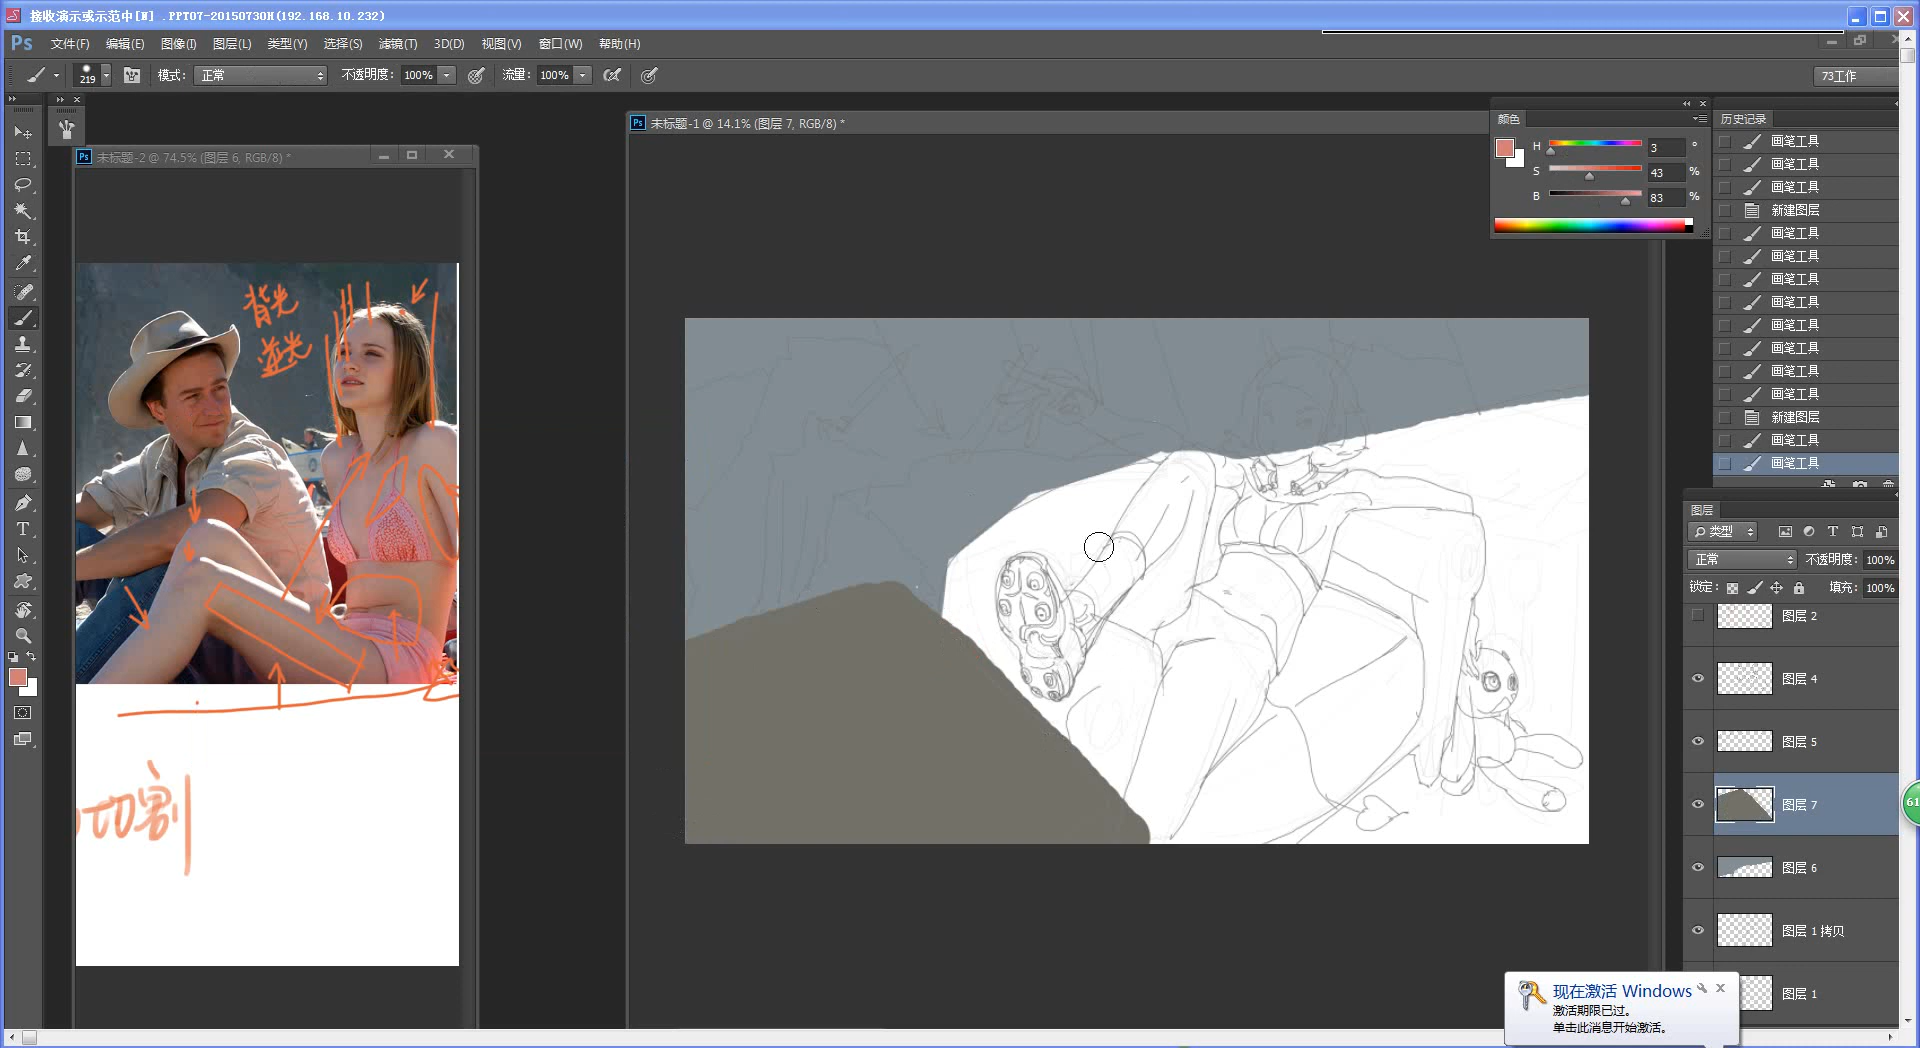 接收演示或示范中[W] .PPT07-20150730H(192.168.10.232)
Ps 文件(F) 编辑(E) 图像(I) 图层(L) 类型(Y) 选择(S) 滤镜(T) 3D(D) 视图(V) 窗口(W) 帮助(H)
219 模式: 正常 不透明度: 100% 流量: 100% 73工作
Ps 未标题-2 @ 74.5% (图层 6, RGB/8) *
背光
逆光
切割
Ps 未标题-1 @ 14.1% (图层 7, RGB/8) *
颜色
H 3 °
S 43 %
B 83 %
历史记录
画笔工具
画笔工具
画笔工具
新建图层
画笔工具
画笔工具
画笔工具
画笔工具
画笔工具
画笔工具
画笔工具
画笔工具
新建图层
画笔工具
画笔工具
图层
类型
正常 不透明度: 100%
锁定: 填充: 100%
图层 2
图层 4
图层 5
图层 7
图层 6
图层 1 拷贝
图层 1
61
现在激活 Windows
激活期限已过。
单击此消息开始激活。